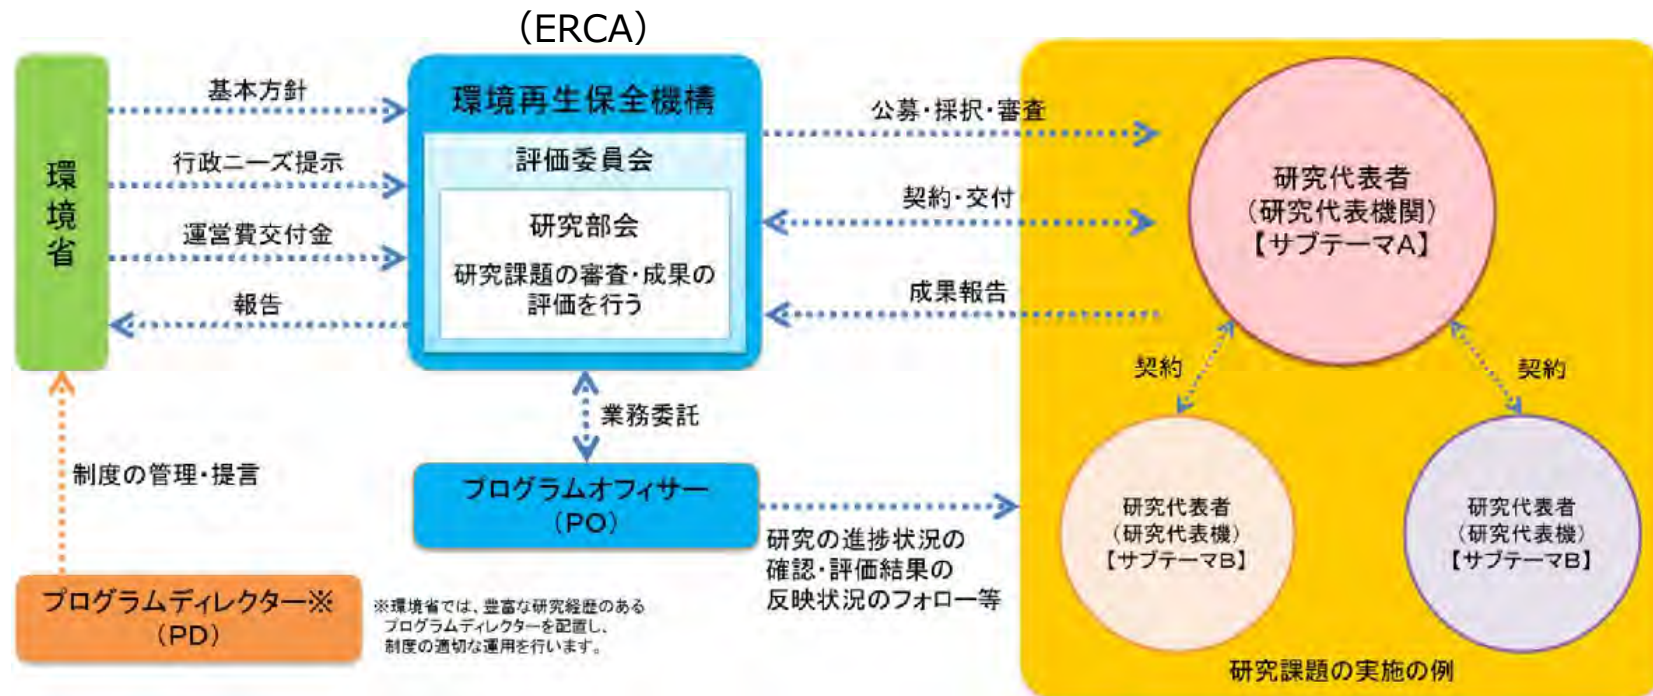 (ERCA)
環境省
基本方針
行政ニーズ提示
運営費交付金
報告
環境再生保全機構
評価委員会
研究部会
研究課題の審査・成果の
評価を行う
公募・採択・審査
契約・交付
成果報告
研究代表者
(研究代表機関)
【サブテーマA】
契約
契約
業務委託
制度の管理・提言
プログラムオフィサー
(PO)
研究の進捗状況の
確認・評価結果の
反映状況のフォロー等
研究代表者
(研究代表機)
【サブテーマB】
研究代表者
(研究代表機)
【サブテーマB】
プログラムディレクター※
(PD)
※環境省では、豊富な研究経歴のある
プログラムディレクターを配置し、
制度の適切な運用を行います。
研究課題の実施の例